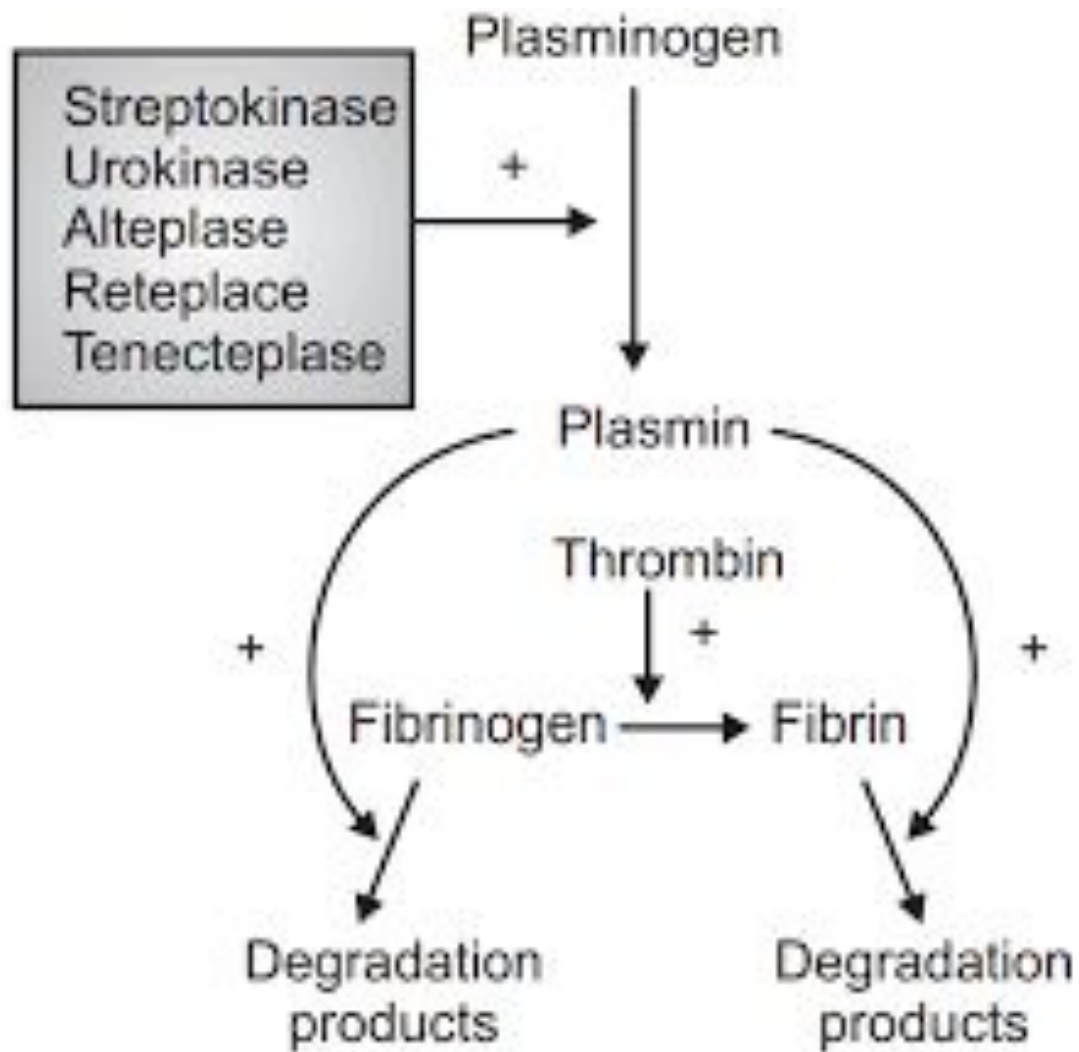 Plasminogen
Streptokinase
Urokinase
Alteplase
Reteplace
Tenecteplase
+
Plasmin
Thrombin
+
+
+
Fibrinogen
Fibrin
Degradation
products
Degradation
products